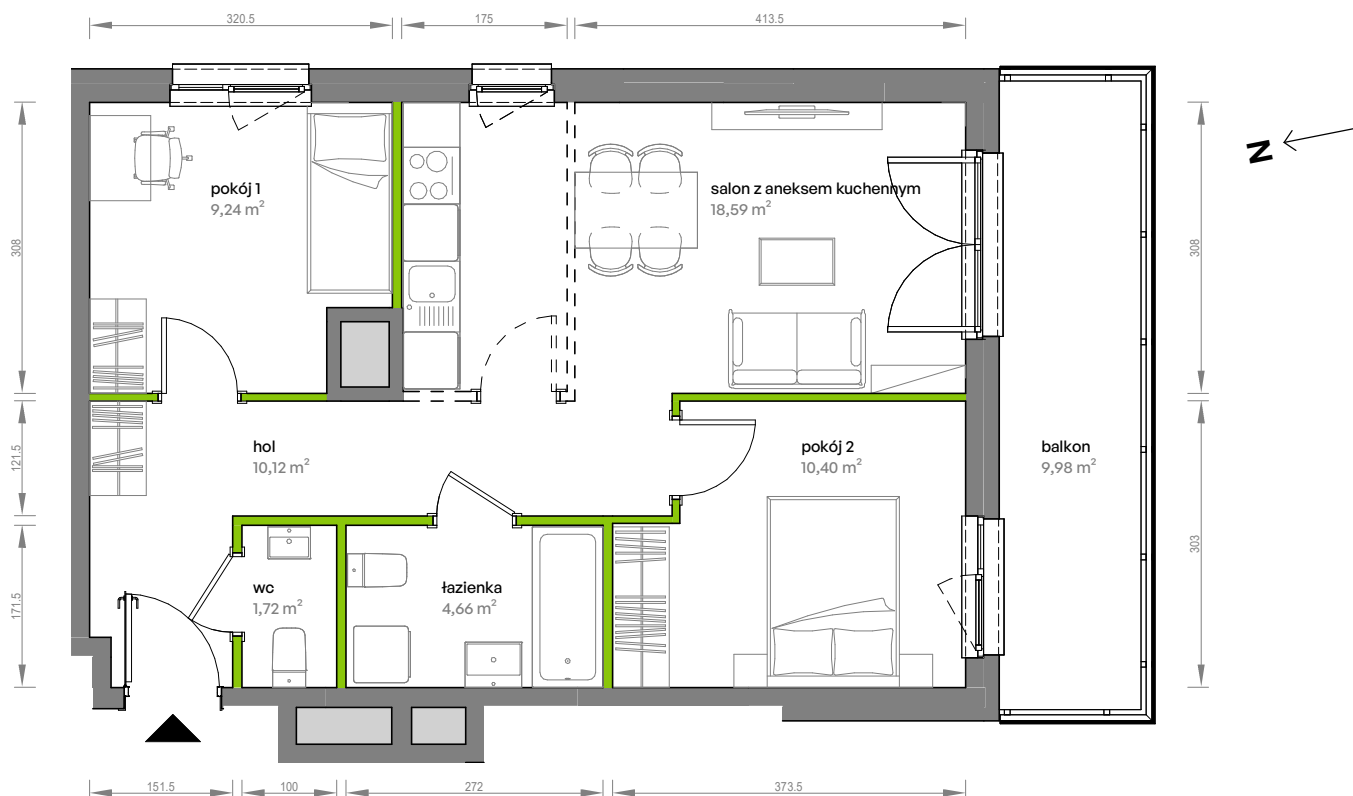 320.5
175
413.5
308
308
N
pokój 1
9,24 m²
salon z aneksem kuchennym
18,59 m²
121.5
hol
10,12 m²
pokój 2
10,40 m²
balkon
9,98 m²
303
171.5
wc
1,72 m²
łazienka
4,66 m²
151.5
100
272
373.5